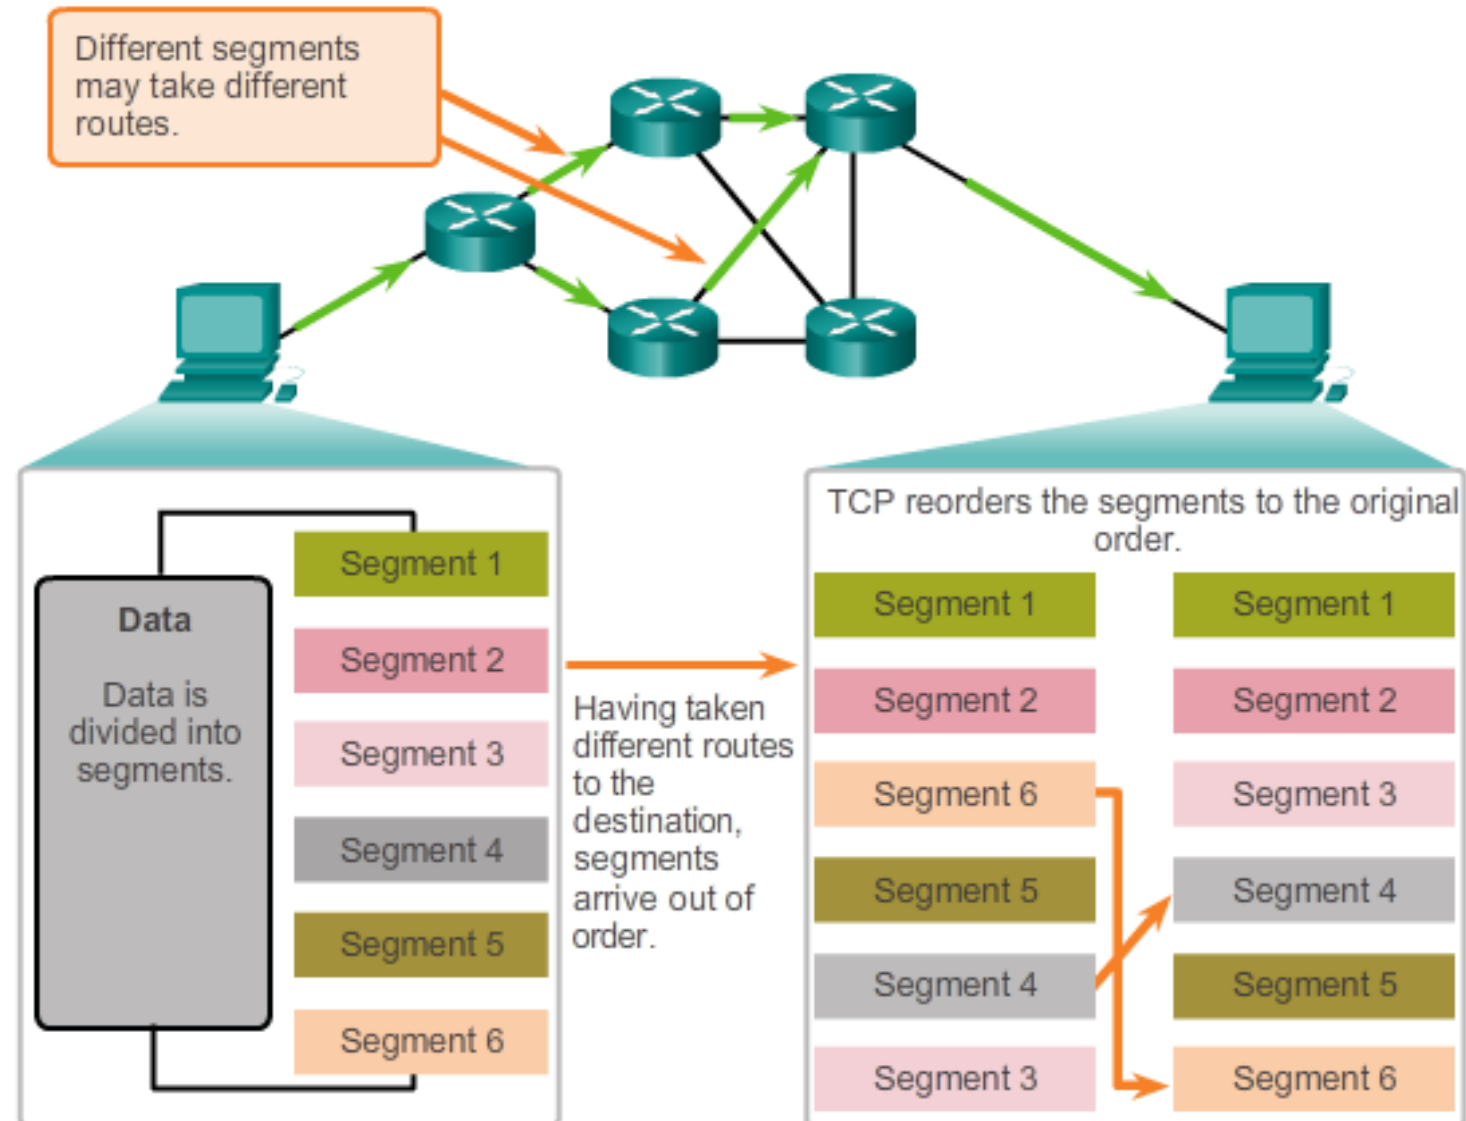 Different segments
may take different
routes.
Data
Data is
divided into
segments.
Segment 1
Segment 2
Segment 3
Segment 4
Segment 5
Segment 6
Having taken
different routes
to the
destination,
segments
arrive out of
order.
TCP reorders the segments to the original
order.
Segment 1
Segment 2
Segment 6
Segment 5
Segment 4
Segment 3
Segment 1
Segment 2
Segment 3
Segment 4
Segment 5
Segment 6